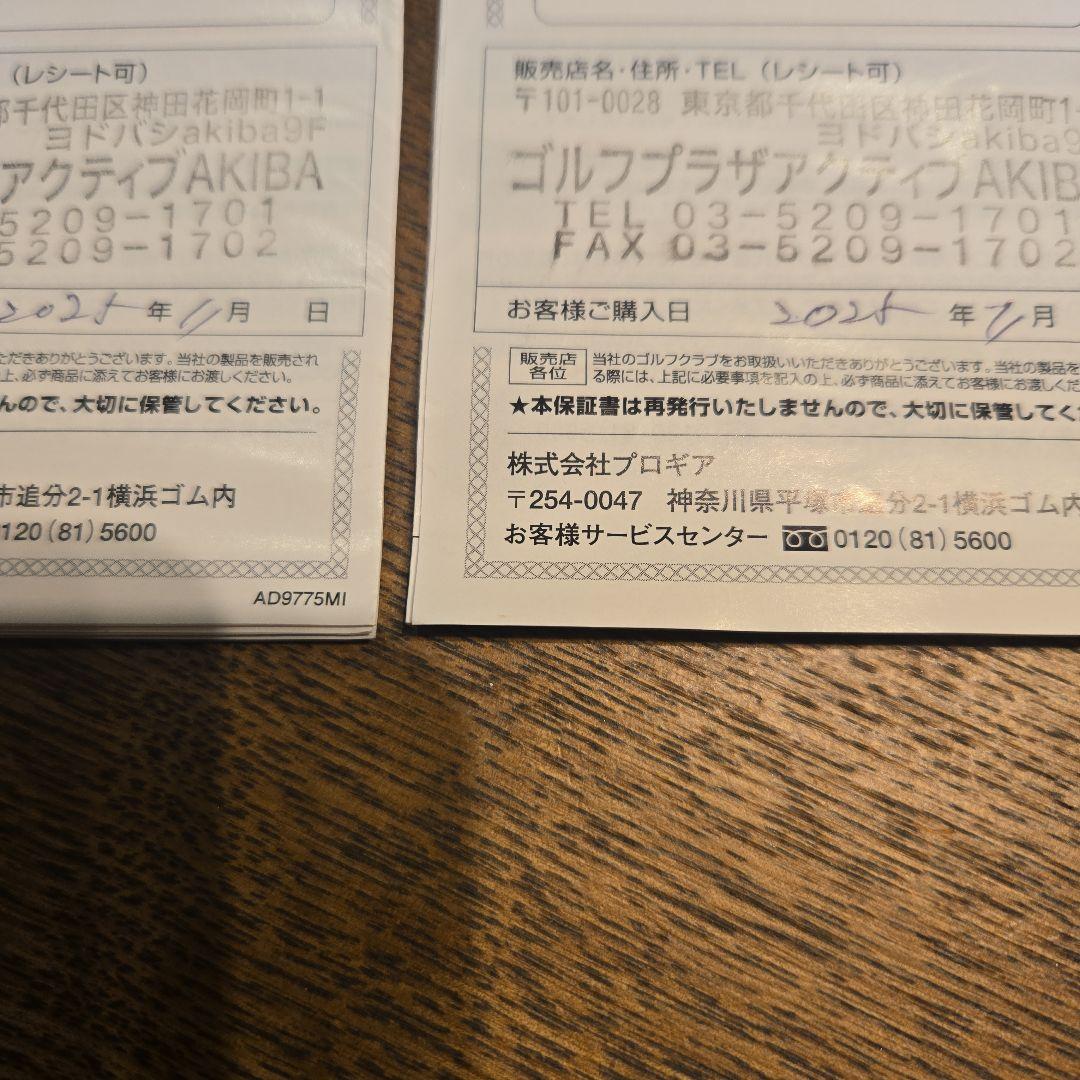 (レシート可)
都千代田区神田花岡町1-1
ヨドバシakiba9F
アクティブAKIBA
5209-1701
5209-1702
2025年11月 日
ただきありがとうございます。当社の製品を販売され
上、必ず商品に添えてお客様にお渡しください。
んので、大切に保管してください。
市追分2-1横浜ゴム内
0120(81)5600
AD9775MI
販売店名・住所・TEL(レシート可)
〒101-0028 東京都千代田区神田花岡町1-
ヨドバシakiba9
ゴルフプラザアクティブAKIB
TEL 03-5209-1701
FAX 03-5209-1702
お客様ご購入日 2025年 月
販売店各位
当社のゴルフクラブをお取扱いいただきありがとうございます。当社の製品を
る際には、上記に必要事項を記入の上、必ず商品に添えてお客様にお渡しくだ
★本保証書は再発行いたしませんので、大切に保管してく
株式会社プロギア
〒254-0047 神奈川県平塚市追分2-1横浜ゴム内
お客様サービスセンター 0120(81)5600